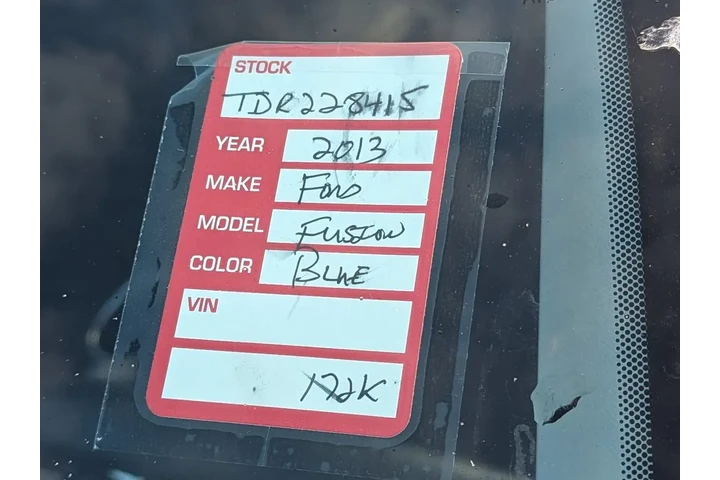 STOCK
TDR228415
YEAR 2013
MAKE FORD
MODEL FUSION
COLOR BLUE
VIN
172K